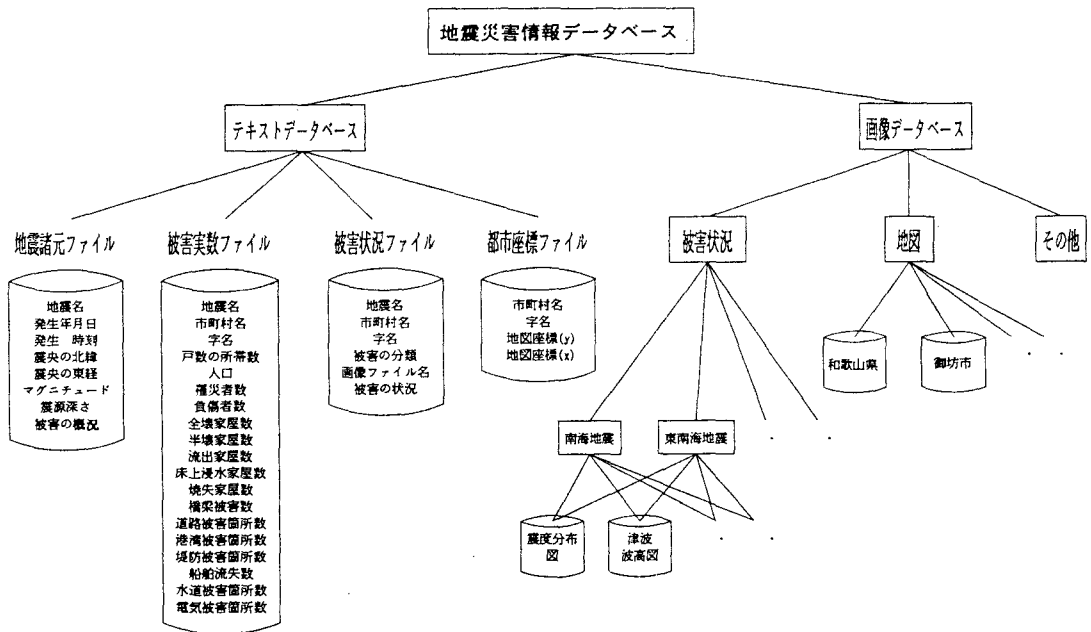 地震災害情報データベース
テキストデータベース
画像データベース
地震諸元ファイル
地震名
発生年月日
発生 時刻
震央の北緯
震央の東経
マグニチュード
震源深さ
被害の概況
被害実数ファイル
地震名
市町村名
字名
戸数の所帯数
人口
罹災者数
負傷者数
全壊家屋数
半壊家屋数
流出家屋数
床上浸水家屋数
焼失家屋数
橋梁被害数
道路被害箇所数
港湾被害箇所数
堤防被害箇所数
船舶流失数
水道被害箇所数
電気被害箇所数
被害状況ファイル
地震名
市町村名
字名
被害の分類
画像ファイル名
被害の状況
都市座標ファイル
市町村名
字名
地図座標(y)
地図座標(x)
被害状況
地図
その他
和歌山県
御坊市
南海地震
東南海地震
震度分布
図
津波
波高図